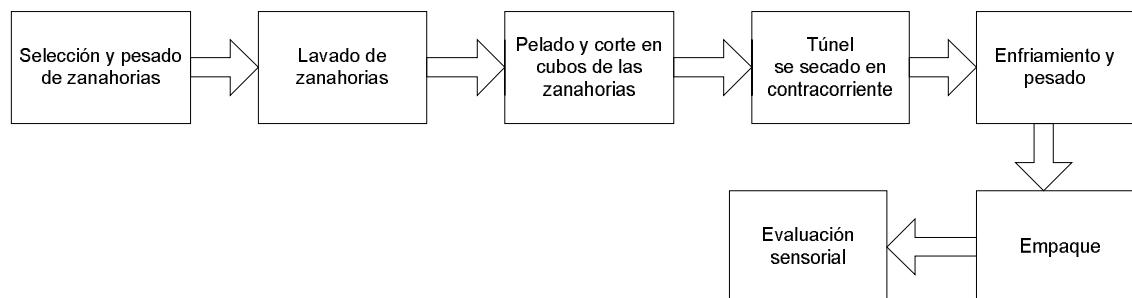 Selección y pesado
de zanahorias
Lavado de
zanahorias
Pelado y corte en
cubos de las
zanahorias
Túnel
se secado en
contracorriente
Enfriamiento y
pesado
Empaque
Evaluación
sensorial